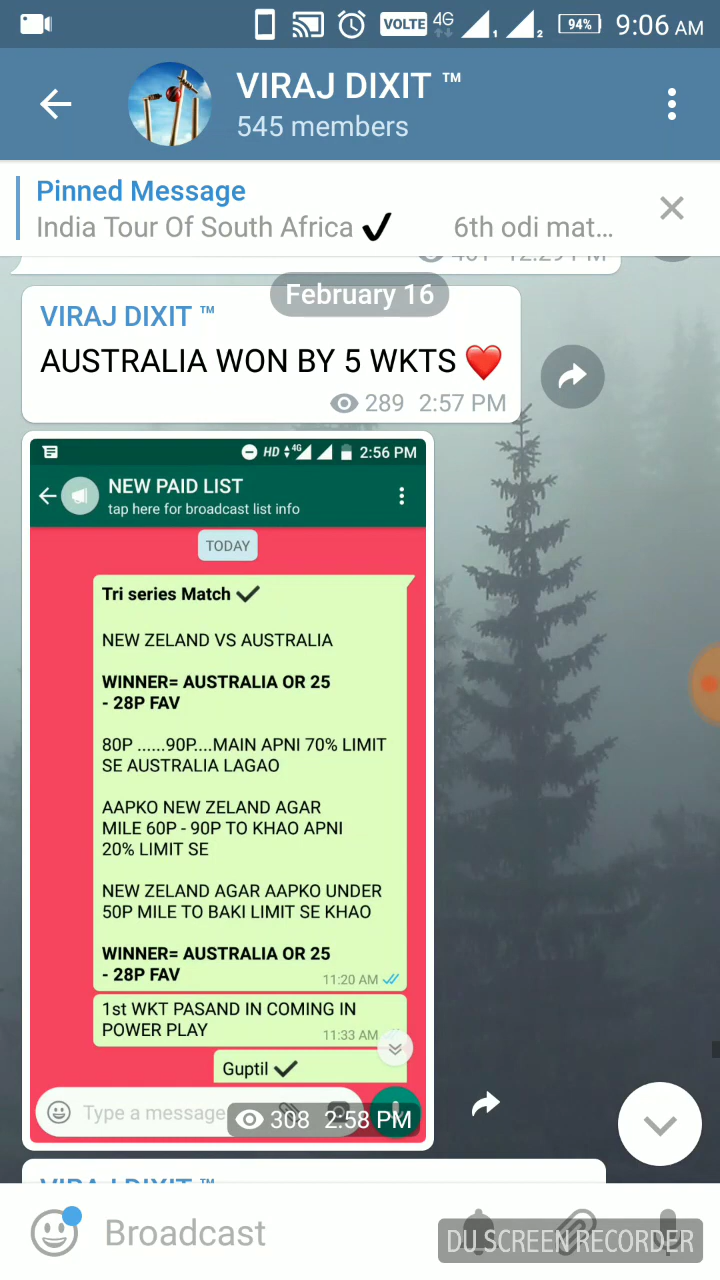 VOLTE 4G 1 2 94% 9:06 AM
VIRAJ DIXIT ™
545 members
Pinned Message
India Tour Of South Africa ✔ 6th odi mat...
February 16
VIRAJ DIXIT ™
AUSTRALIA WON BY 5 WKTS ❤️
289 2:57 PM
HD 4G 2:56 PM
NEW PAID LIST
tap here for broadcast list info
TODAY
Tri series Match ✔
NEW ZELAND VS AUSTRALIA
WINNER= AUSTRALIA OR 25
- 28P FAV
80P ......90P....MAIN APNI 70% LIMIT
SE AUSTRALIA LAGAO
AAPKO NEW ZELAND AGAR
MILE 60P - 90P TO KHAO APNI
20% LIMIT SE
NEW ZELAND AGAR AAPKO UNDER
50P MILE TO BAKI LIMIT SE KHAO
WINNER= AUSTRALIA OR 25
- 28P FAV
11:20 AM
1st WKT PASAND IN COMING IN
POWER PLAY
11:33 AM
Guptil ✔
Type a message
308 2:58 PM
VIRAJ DIXIT ™
Broadcast
DU SCREEN RECORDER